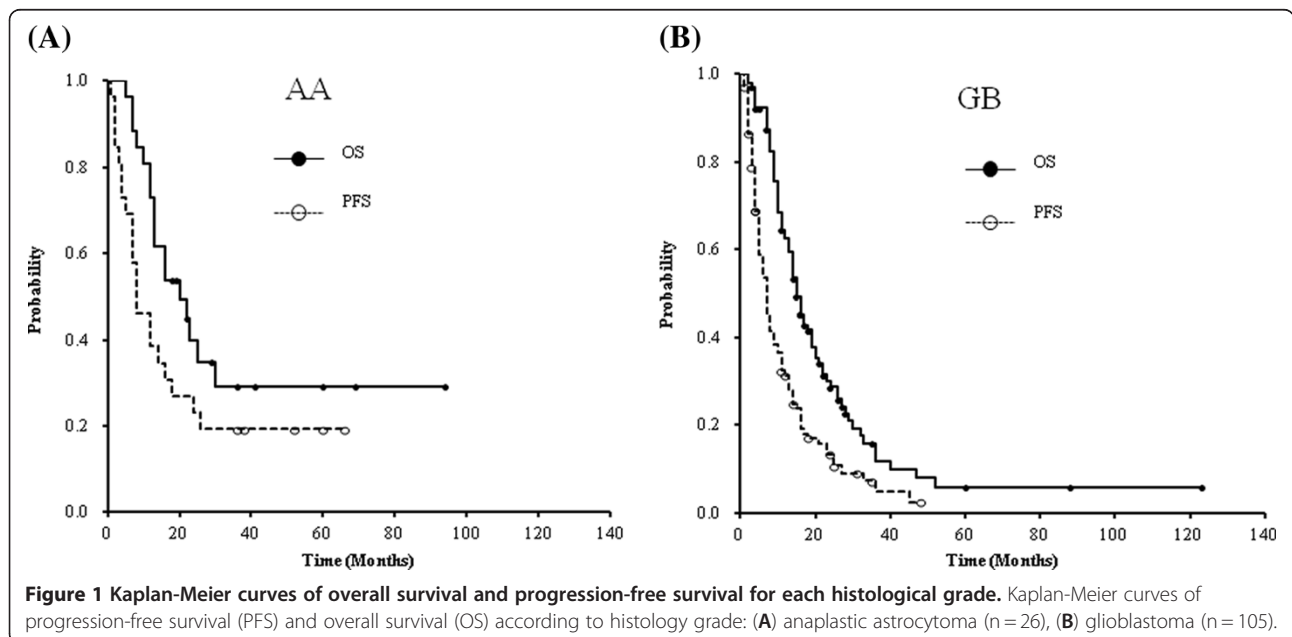 (A)
1.0
0.8
0.6
0.4
0.2
0.0
Probability
AA
OS
PFS
0 20 40 60 80 100 120 140
Time (Months)
(B)
1.0
0.8
0.6
0.4
0.2
0.0
Probability
GB
OS
PFS
0 20 40 60 80 100 120 140
Time (Months)
Figure 1 Kaplan-Meier curves of overall survival and progression-free survival for each histological grade. Kaplan-Meier curves of
progression-free survival (PFS) and overall survival (OS) according to histology grade: (A) anaplastic astrocytoma (n = 26), (B) glioblastoma (n = 105).